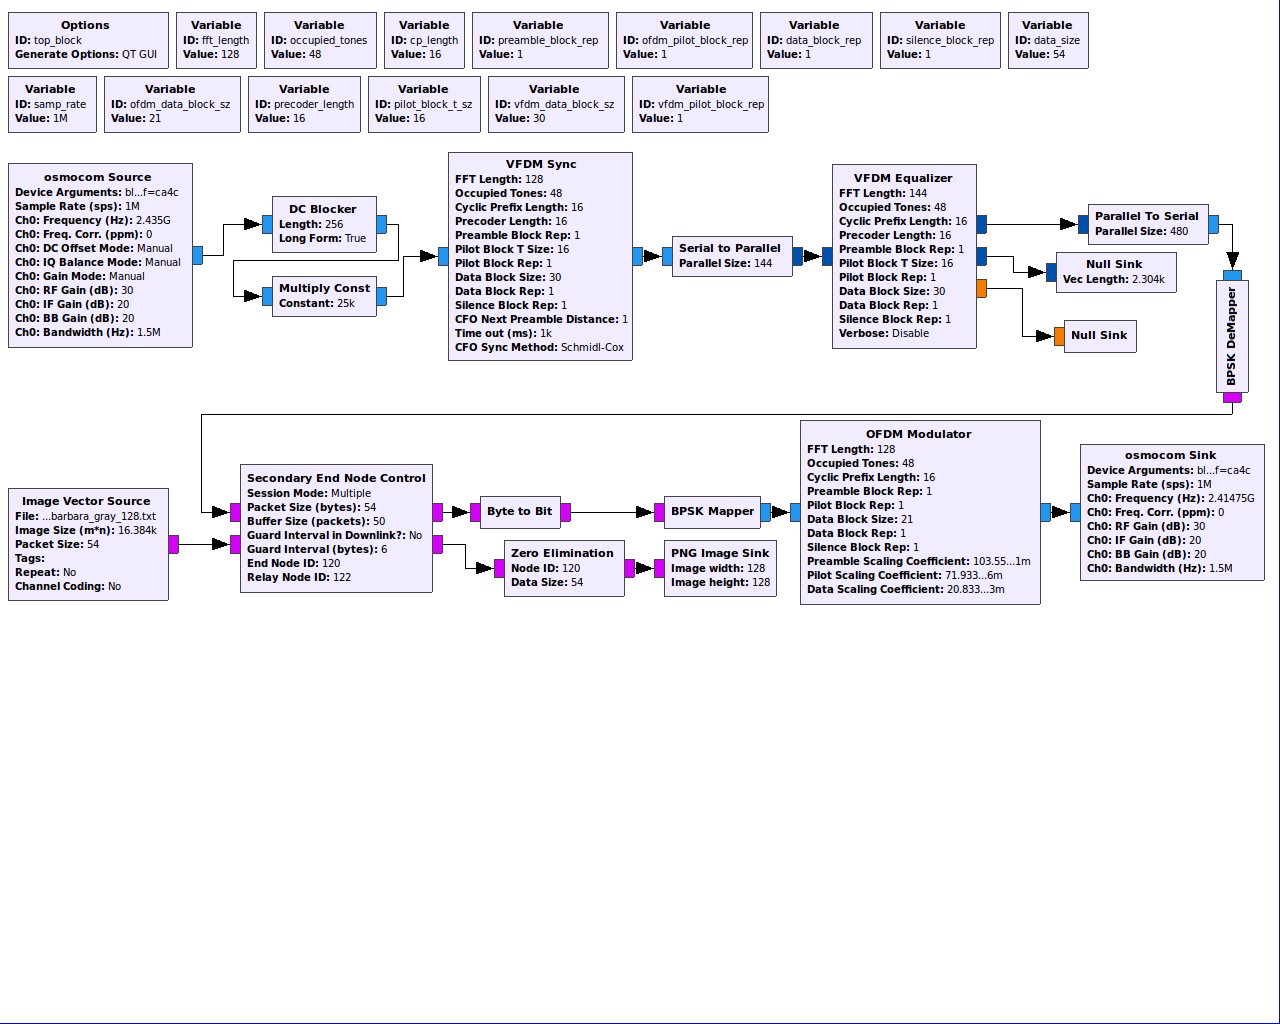 Options
ID: top_block
Generate Options: QT GUI
Variable
ID: fft_length
Value: 128
Variable
ID: occupied_tones
Value: 48
Variable
ID: cp_length
Value: 16
Variable
ID: preamble_block_rep
Value: 1
Variable
ID: ofdm_pilot_block_rep
Value: 1
Variable
ID: data_block_rep
Value: 1
Variable
ID: silence_block_rep
Value: 1
Variable
ID: data_size
Value: 54
Variable
ID: samp_rate
Value: 1M
Variable
ID: ofdm_data_block_sz
Value: 21
Variable
ID: precoder_length
Value: 16
Variable
ID: pilot_block_t_sz
Value: 16
Variable
ID: vfdm_data_block_sz
Value: 30
Variable
ID: vfdm_pilot_block_rep
Value: 1
osmocom Source
Device Arguments: bl...f=ca4c
Sample Rate (sps): 1M
Ch0: Frequency (Hz): 2.435G
Ch0: Freq. Corr. (ppm): 0
Ch0: DC Offset Mode: Manual
Ch0: IQ Balance Mode: Manual
Ch0: Gain Mode: Manual
Ch0: RF Gain (dB): 30
Ch0: IF Gain (dB): 20
Ch0: BB Gain (dB): 20
Ch0: Bandwidth (Hz): 1.5M
DC Blocker
Length: 256
Long Form: True
Multiply Const
Constant: 25k
VFDM Sync
FFT Length: 128
Occupied Tones: 48
Cyclic Prefix Length: 16
Precoder Length: 16
Preamble Block Rep: 1
Pilot Block T Size: 16
Pilot Block Rep: 1
Data Block Size: 30
Data Block Rep: 1
Silence Block Rep: 1
CFO Next Preamble Distance: 1
Time out (ms): 1k
CFO Sync Method: Schmidl-Cox
Serial to Parallel
Parallel Size: 144
VFDM Equalizer
FFT Length: 144
Occupied Tones: 48
Cyclic Prefix Length: 16
Precoder Length: 16
Preamble Block Rep: 1
Pilot Block T Size: 16
Pilot Block Rep: 1
Data Block Size: 30
Data Block Rep: 1
Silence Block Rep: 1
Verbose: Disable
Parallel To Serial
Parallel Size: 480
Null Sink
Vec Length: 2.304k
Null Sink
BPSK DeMapper
Image Vector Source
File: ...barbara_gray_128.txt
Image Size (m*n): 16.384k
Packet Size: 54
Tags:
Repeat: No
Channel Coding: No
Secondary End Node Control
Session Mode: Multiple
Packet Size (bytes): 54
Buffer Size (packets): 50
Guard Interval in Downlink?: No
Guard Interval (bytes): 6
End Node ID: 120
Relay Node ID: 122
Byte to Bit
Zero Elimination
Node ID: 120
Data Size: 54
BPSK Mapper
PNG Image Sink
Image width: 128
Image height: 128
OFDM Modulator
FFT Length: 128
Occupied Tones: 48
Cyclic Prefix Length: 16
Preamble Block Rep: 1
Pilot Block Rep: 1
Data Block Size: 21
Data Block Rep: 1
Silence Block Rep: 1
Preamble Scaling Coefficient: 103.55...1m
Pilot Scaling Coefficient: 71.933...6m
Data Scaling Coefficient: 20.833...3m
osmocom Sink
Device Arguments: bl...f=ca4c
Sample Rate (sps): 1M
Ch0: Frequency (Hz): 2.41475G
Ch0: Freq. Corr. (ppm): 0
Ch0: RF Gain (dB): 30
Ch0: IF Gain (dB): 20
Ch0: BB Gain (dB): 20
Ch0: Bandwidth (Hz): 1.5M